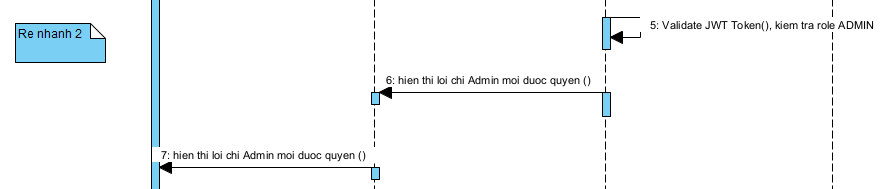 Re nhanh 2
5: Validate JWT Token(), kiem tra role ADMIN
6: hien thi loi chi Admin moi duoc quyen ()
7: hien thi loi chi Admin moi duoc quyen ()